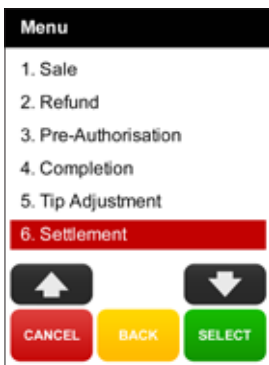 Menu
1. Sale
2. Refund
3. Pre-Authorisation
4. Completion
5. Tip Adjustment
6. Settlement
CANCEL BACK SELECT